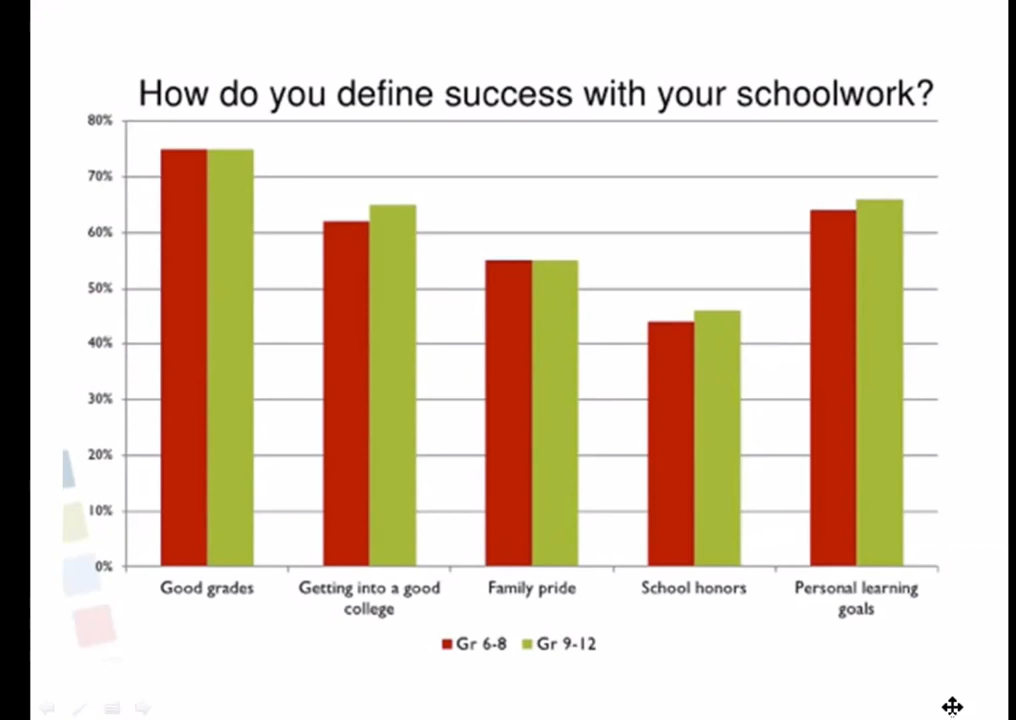 How do you define success with your schoolwork?
80%
70%
60%
50%
40%
30%
20%
10%
0%
Good grades
Getting into a good
college
Family pride
School honors
Personal learning
goals
Gr 6-8
Gr 9-12